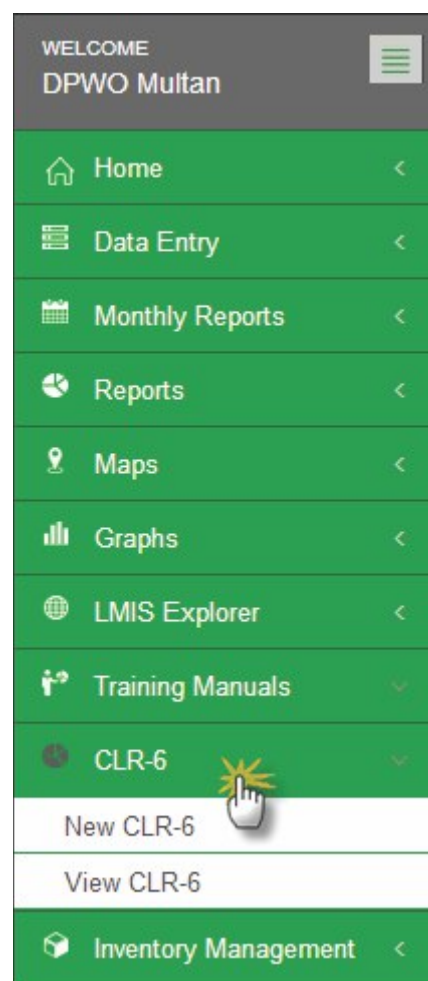 WELCOME
DPWO Multan
Home
Data Entry
Monthly Reports
Reports
Maps
Graphs
LMIS Explorer
Training Manuals
CLR-6
New CLR-6
View CLR-6
Inventory Management